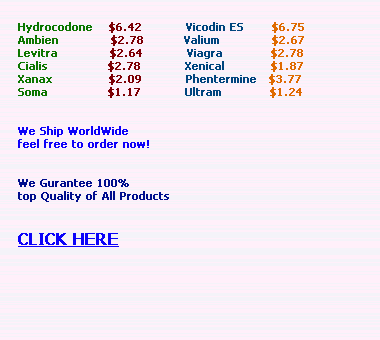 Hydrocodone $6.42 Vicodin ES $6.75
Ambien $2.78 Valium $2.67
Levitra $2.64 Viagra $2.78
Cialis $2.78 Xenical $1.87
Xanax $2.09 Phentermine $3.77
Soma $1.17 Ultram $1.24
We Ship WorldWide
feel free to order now!
We Gurantee 100%
top Quality of All Products
CLICK HERE